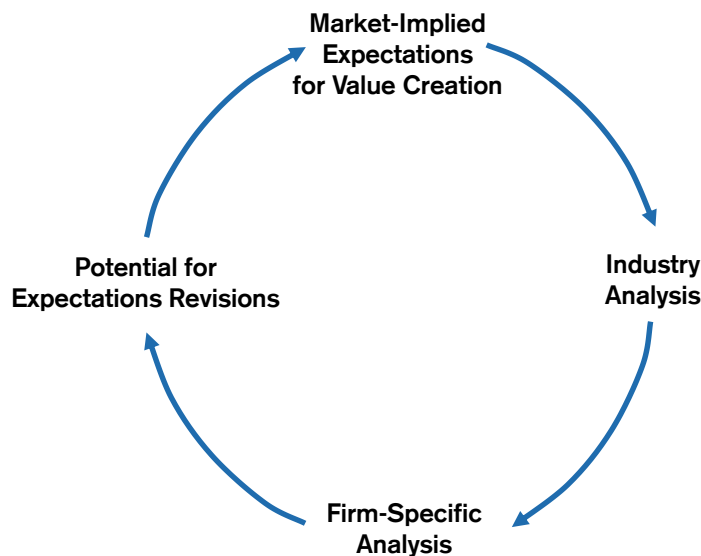 Market-Implied
Expectations
for Value Creation
Industry
Analysis
Firm-Specific
Analysis
Potential for
Expectations Revisions